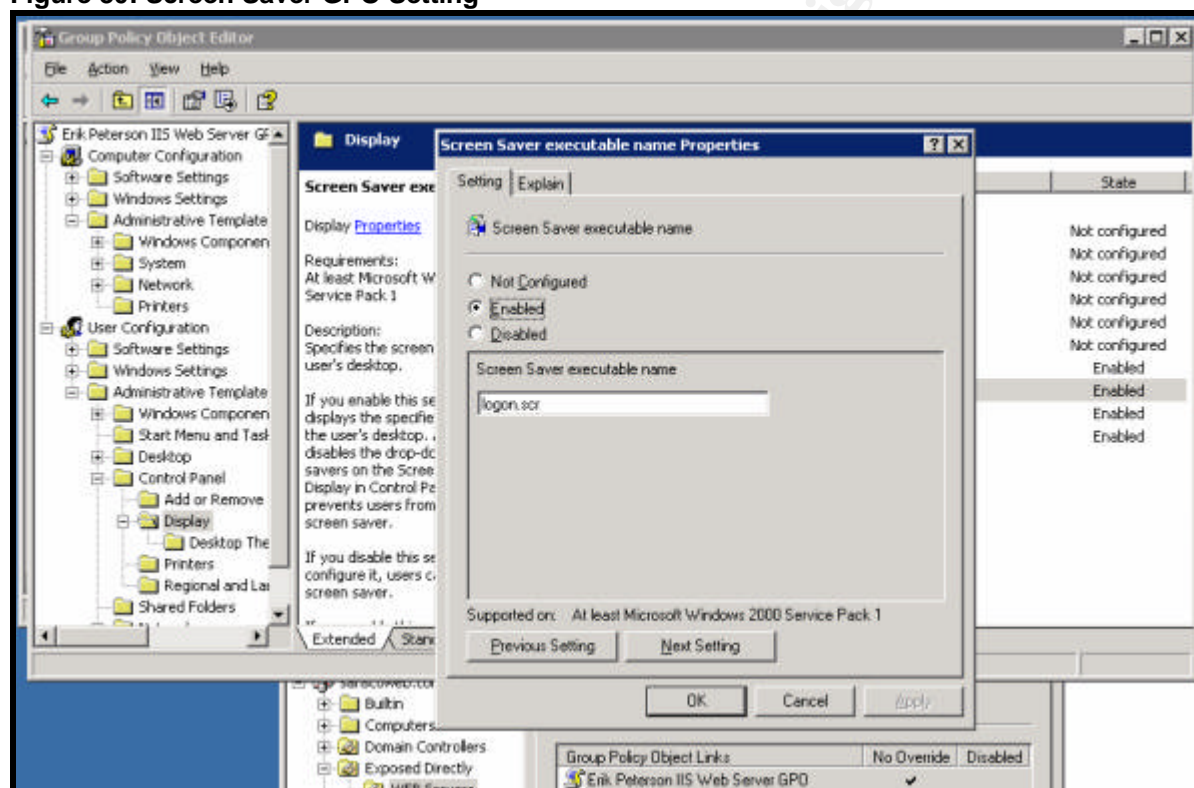 Group Policy Object Editor
File Action View Help
Erik Peterson IIS Web Server GF
Computer Configuration
Software Settings
Windows Settings
Administrative Template
Windows Componen
System
Network
Printers
User Configuration
Software Settings
Windows Settings
Administrative Template
Windows Componen
Start Menu and Task
Desktop
Control Panel
Add or Remove
Display
Desktop The
Printers
Regional and La
Shared Folders
Display
Screen Saver exe
Display Properties
Requirements:
At least Microsoft W
Service Pack 1
Description:
Specifies the screen
user's desktop.
If you enable this se
displays the specifie
the user's desktop.
disables the drop-do
savers on the Scree
Display in Control Pa
prevents users from
screen saver.
If you disable this se
configure it, users c
screen saver.
Extended Stan
Screen Saver executable name Properties
Setting Explain
Screen Saver executable name
Not Configured
Enabled
Disabled
Screen Saver executable name
logon.scr
Supported on: At least Microsoft Windows 2000 Service Pack 1
Previous Setting Next Setting
OK Cancel Apply
State
Not configured
Not configured
Not configured
Not configured
Not configured
Not configured
Enabled
Enabled
Enabled
Enabled
Builtin
Computers
Domain Controllers
Exposed Directly
Group Policy Object Links No Override Disabled
Erik Peterson IIS Web Server GPO